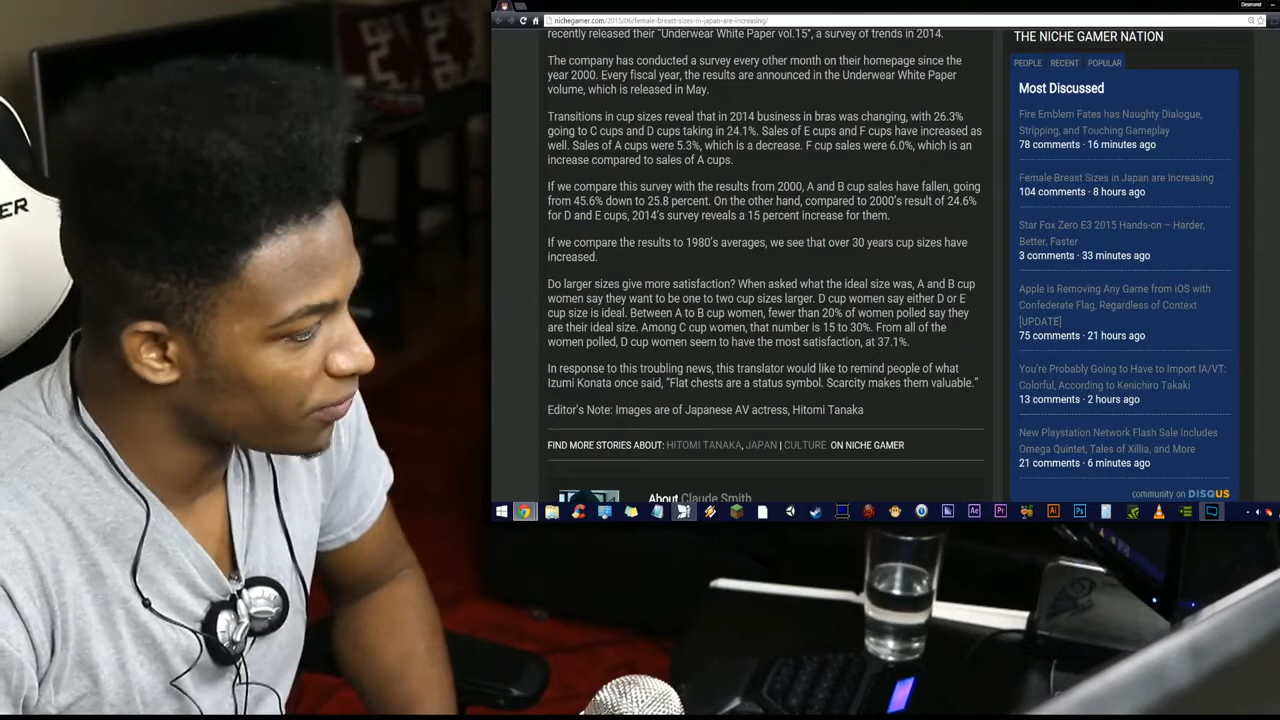 Desmond
nichegamer.com/2015/06/female-breast-sizes-in-japan-are-increasing/
recently released their "Underwear White Paper vol.15", a survey of trends in 2014.
The company has conducted a survey every other month on their homepage since the
year 2000. Every fiscal year, the results are announced in the Underwear White Paper
volume, which is released in May.
Transitions in cup sizes reveal that in 2014 business in bras was changing, with 26.3%
going to C cups and D cups taking in 24.1%. Sales of E cups and F cups have increased as
well. Sales of A cups were 5.3%, which is a decrease. F cup sales were 6.0%, which is an
increase compared to sales of A cups.
If we compare this survey with the results from 2000, A and B cup sales have fallen, going
from 45.6% down to 25.8 percent. On the other hand, compared to 2000's result of 24.6%
for D and E cups, 2014's survey reveals a 15 percent increase for them.
If we compare the results to 1980's averages, we see that over 30 years cup sizes have
increased.
Do larger sizes give more satisfaction? When asked what the ideal size was, A and B cup
women say they want to be one to two cup sizes larger. D cup women say either D or E
cup size is ideal. Between A to B cup women, fewer than 20% of women polled say they
are their ideal size. Among C cup women, that number is 15 to 30%. From all of the
women polled, D cup women seem to have the most satisfaction, at 37.1%.
In response to this troubling news, this translator would like to remind people of what
Izumi Konata once said, "Flat chests are a status symbol. Scarcity makes them valuable."
Editor's Note: Images are of Japanese AV actress, Hitomi Tanaka
FIND MORE STORIES ABOUT: HITOMI TANAKA, JAPAN | CULTURE ON NICHE GAMER
About Claude Smith
THE NICHE GAMER NATION
PEOPLE RECENT POPULAR
Most Discussed
Fire Emblem Fates has Naughty Dialogue,
Stripping, and Touching Gameplay
78 comments · 16 minutes ago
Female Breast Sizes in Japan are Increasing
104 comments · 8 hours ago
Star Fox Zero E3 2015 Hands-on – Harder,
Better, Faster
3 comments · 33 minutes ago
Apple is Removing Any Game from iOS with
Confederate Flag, Regardless of Context
[UPDATE]
75 comments · 21 hours ago
You're Probably Going to Have to Import IA/VT:
Colorful, According to Kenichiro Takaki
13 comments · 2 hours ago
New Playstation Network Flash Sale Includes
Omega Quintet, Tales of Xillia, and More
21 comments · 6 minutes ago
community on DISQUS
Ae
Pr
Ai
Ps
ER